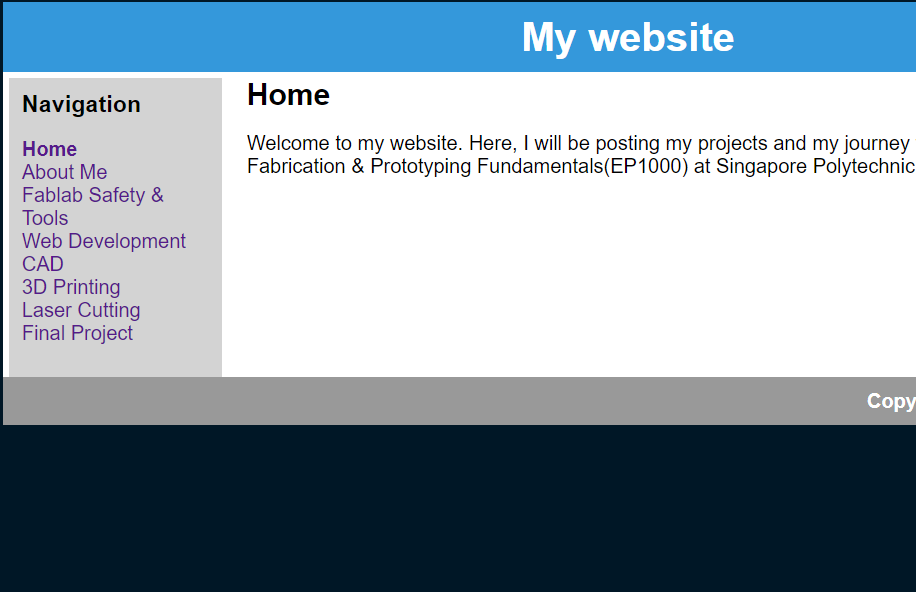 My website
Navigation
Home
About Me
Fablab Safety &
Tools
Web Development
CAD
3D Printing
Laser Cutting
Final Project
Home
Welcome to my website. Here, I will be posting my projects and my journey
Fabrication & Prototyping Fundamentals(EP1000) at Singapore Polytechnic
Copy